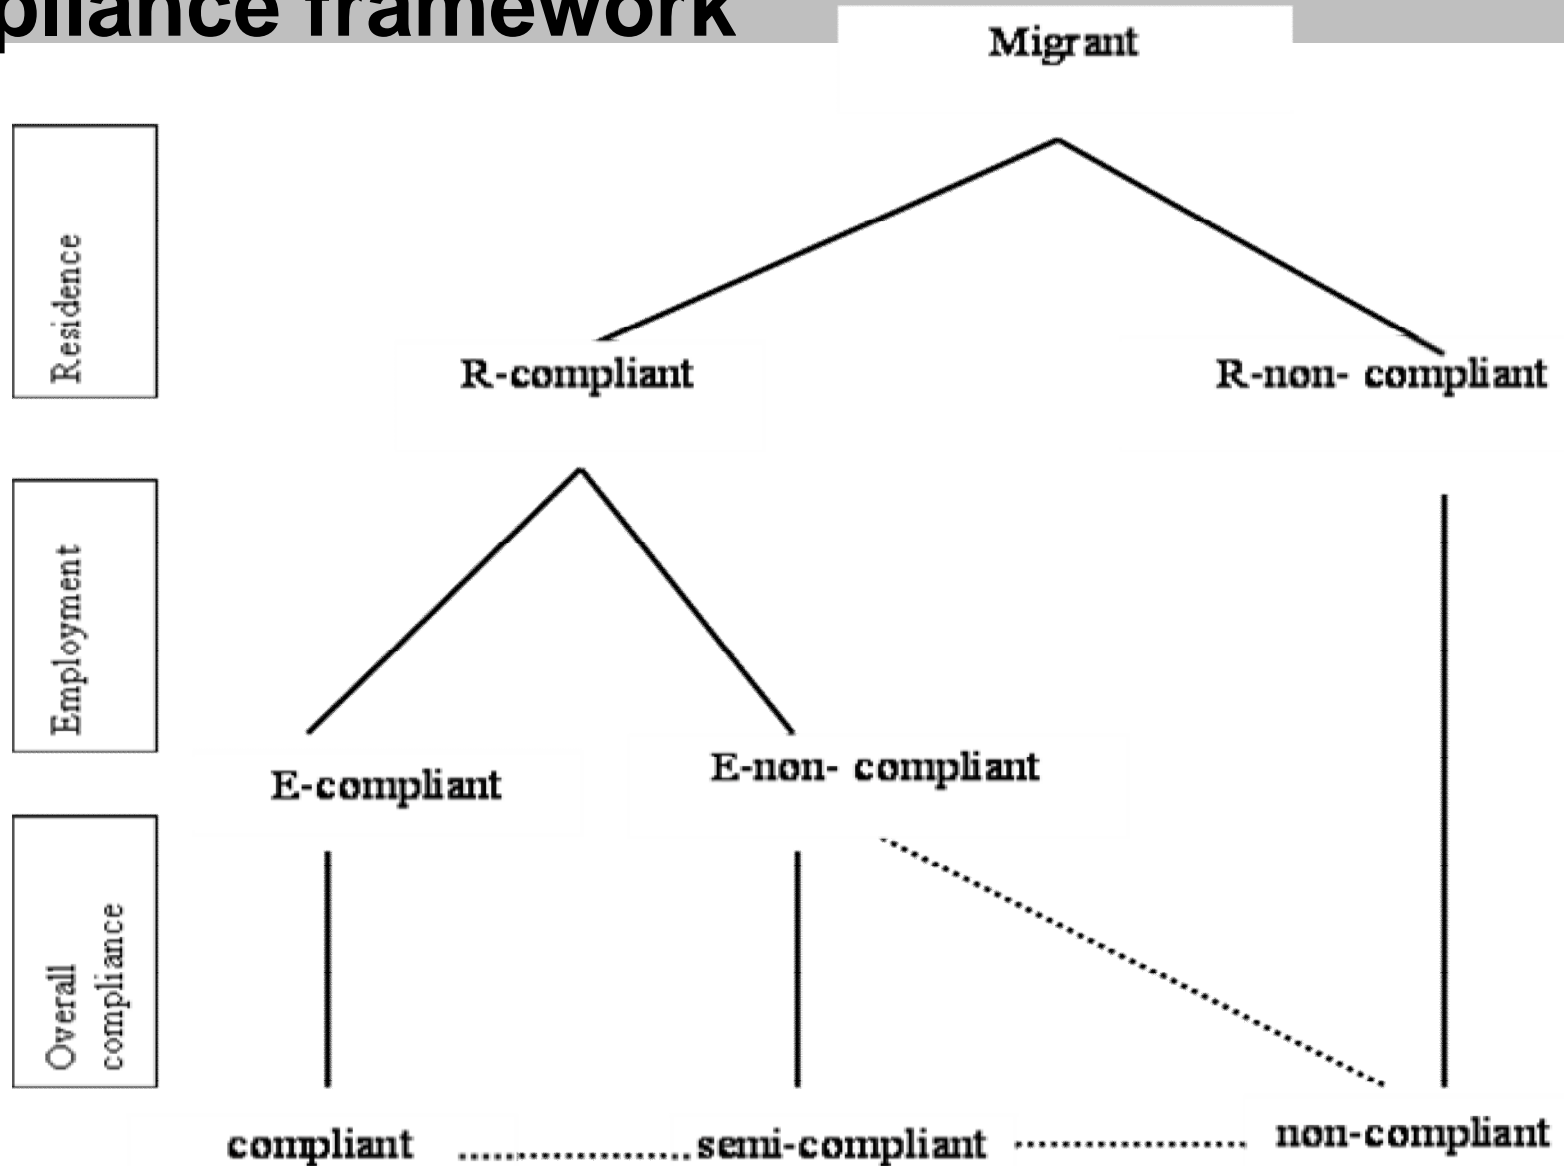 pliance framework
Migrant
Residence
R-compliant
R-non- compliant
Employment
E-compliant
E-non- compliant
Overall
compliance
compliant
semi-compliant
non-compliant